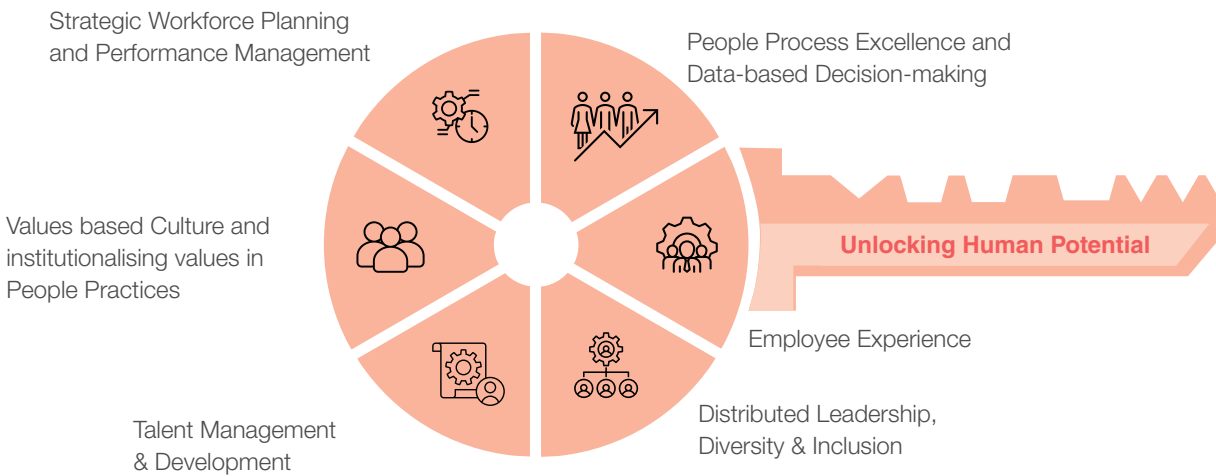 Strategic Workforce Planning
and Performance Management
People Process Excellence and
Data-based Decision-making
Values based Culture and
institutionalising values in
People Practices
Unlocking Human Potential
Employee Experience
Talent Management
& Development
Distributed Leadership,
Diversity & Inclusion